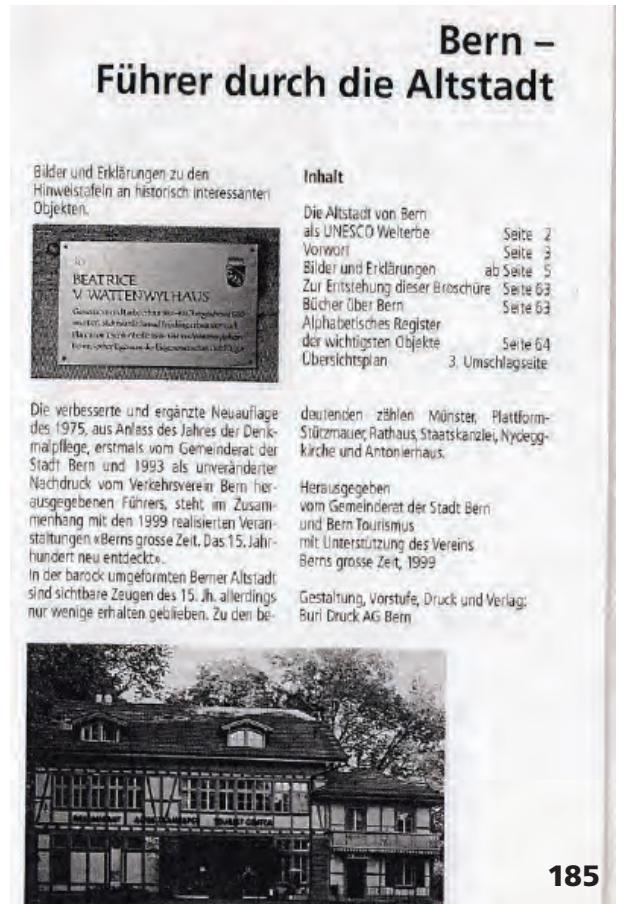 Bern –
Führer durch die Altstadt
Bilder und Erklärungen zu den
Hinweistafeln an historisch interessanten
Objekten.
BEATRICE
V. WATTENWYLHAUS
Inhalt
Die Altstadt von Bern
als UNESCO Welterbe Seite 2
Vorwort Seite 3
Bilder und Erklärungen ab Seite 5
Zur Entstehung dieser Broschüre Seite 63
Bücher über Bern Seite 63
Alphabetisches Register
der wichtigsten Objekte Seite 64
Übersichtsplan 3. Umschlagseite
Die verbesserte und ergänzte Neuauflage
des 1975, aus Anlass des Jahres der Denk-
malpflege, erstmals vom Gemeinderat der
Stadt Bern und 1993 als unveränderter
Nachdruck vom Verkehrsverein Bern her-
ausgegebenen Führers, steht im Zusam-
menhang mit den 1999 realisierten Veran-
staltungen «Berns grosse Zeit. Das 15. Jahr-
hundert neu entdeckt».
In der barock umgeformten Berner Altstadt
sind sichtbare Zeugen des 15. Jh. allerdings
nur wenige erhalten geblieben. Zu den be-
deutenden zählen Münster, Plattform-
Stützmauer, Rathaus, Staatskanzlei, Nydegg-
kirche und Antonierhaus.
Herausgegeben
vom Gemeinderat der Stadt Bern
und Bern Tourismus
mit Unterstützung des Vereins
Berns grosse Zeit, 1999
Gestaltung, Vorstufe, Druck und Verlag:
Buri Druck AG Bern
RESTAURANT TOURIST CENTER
185